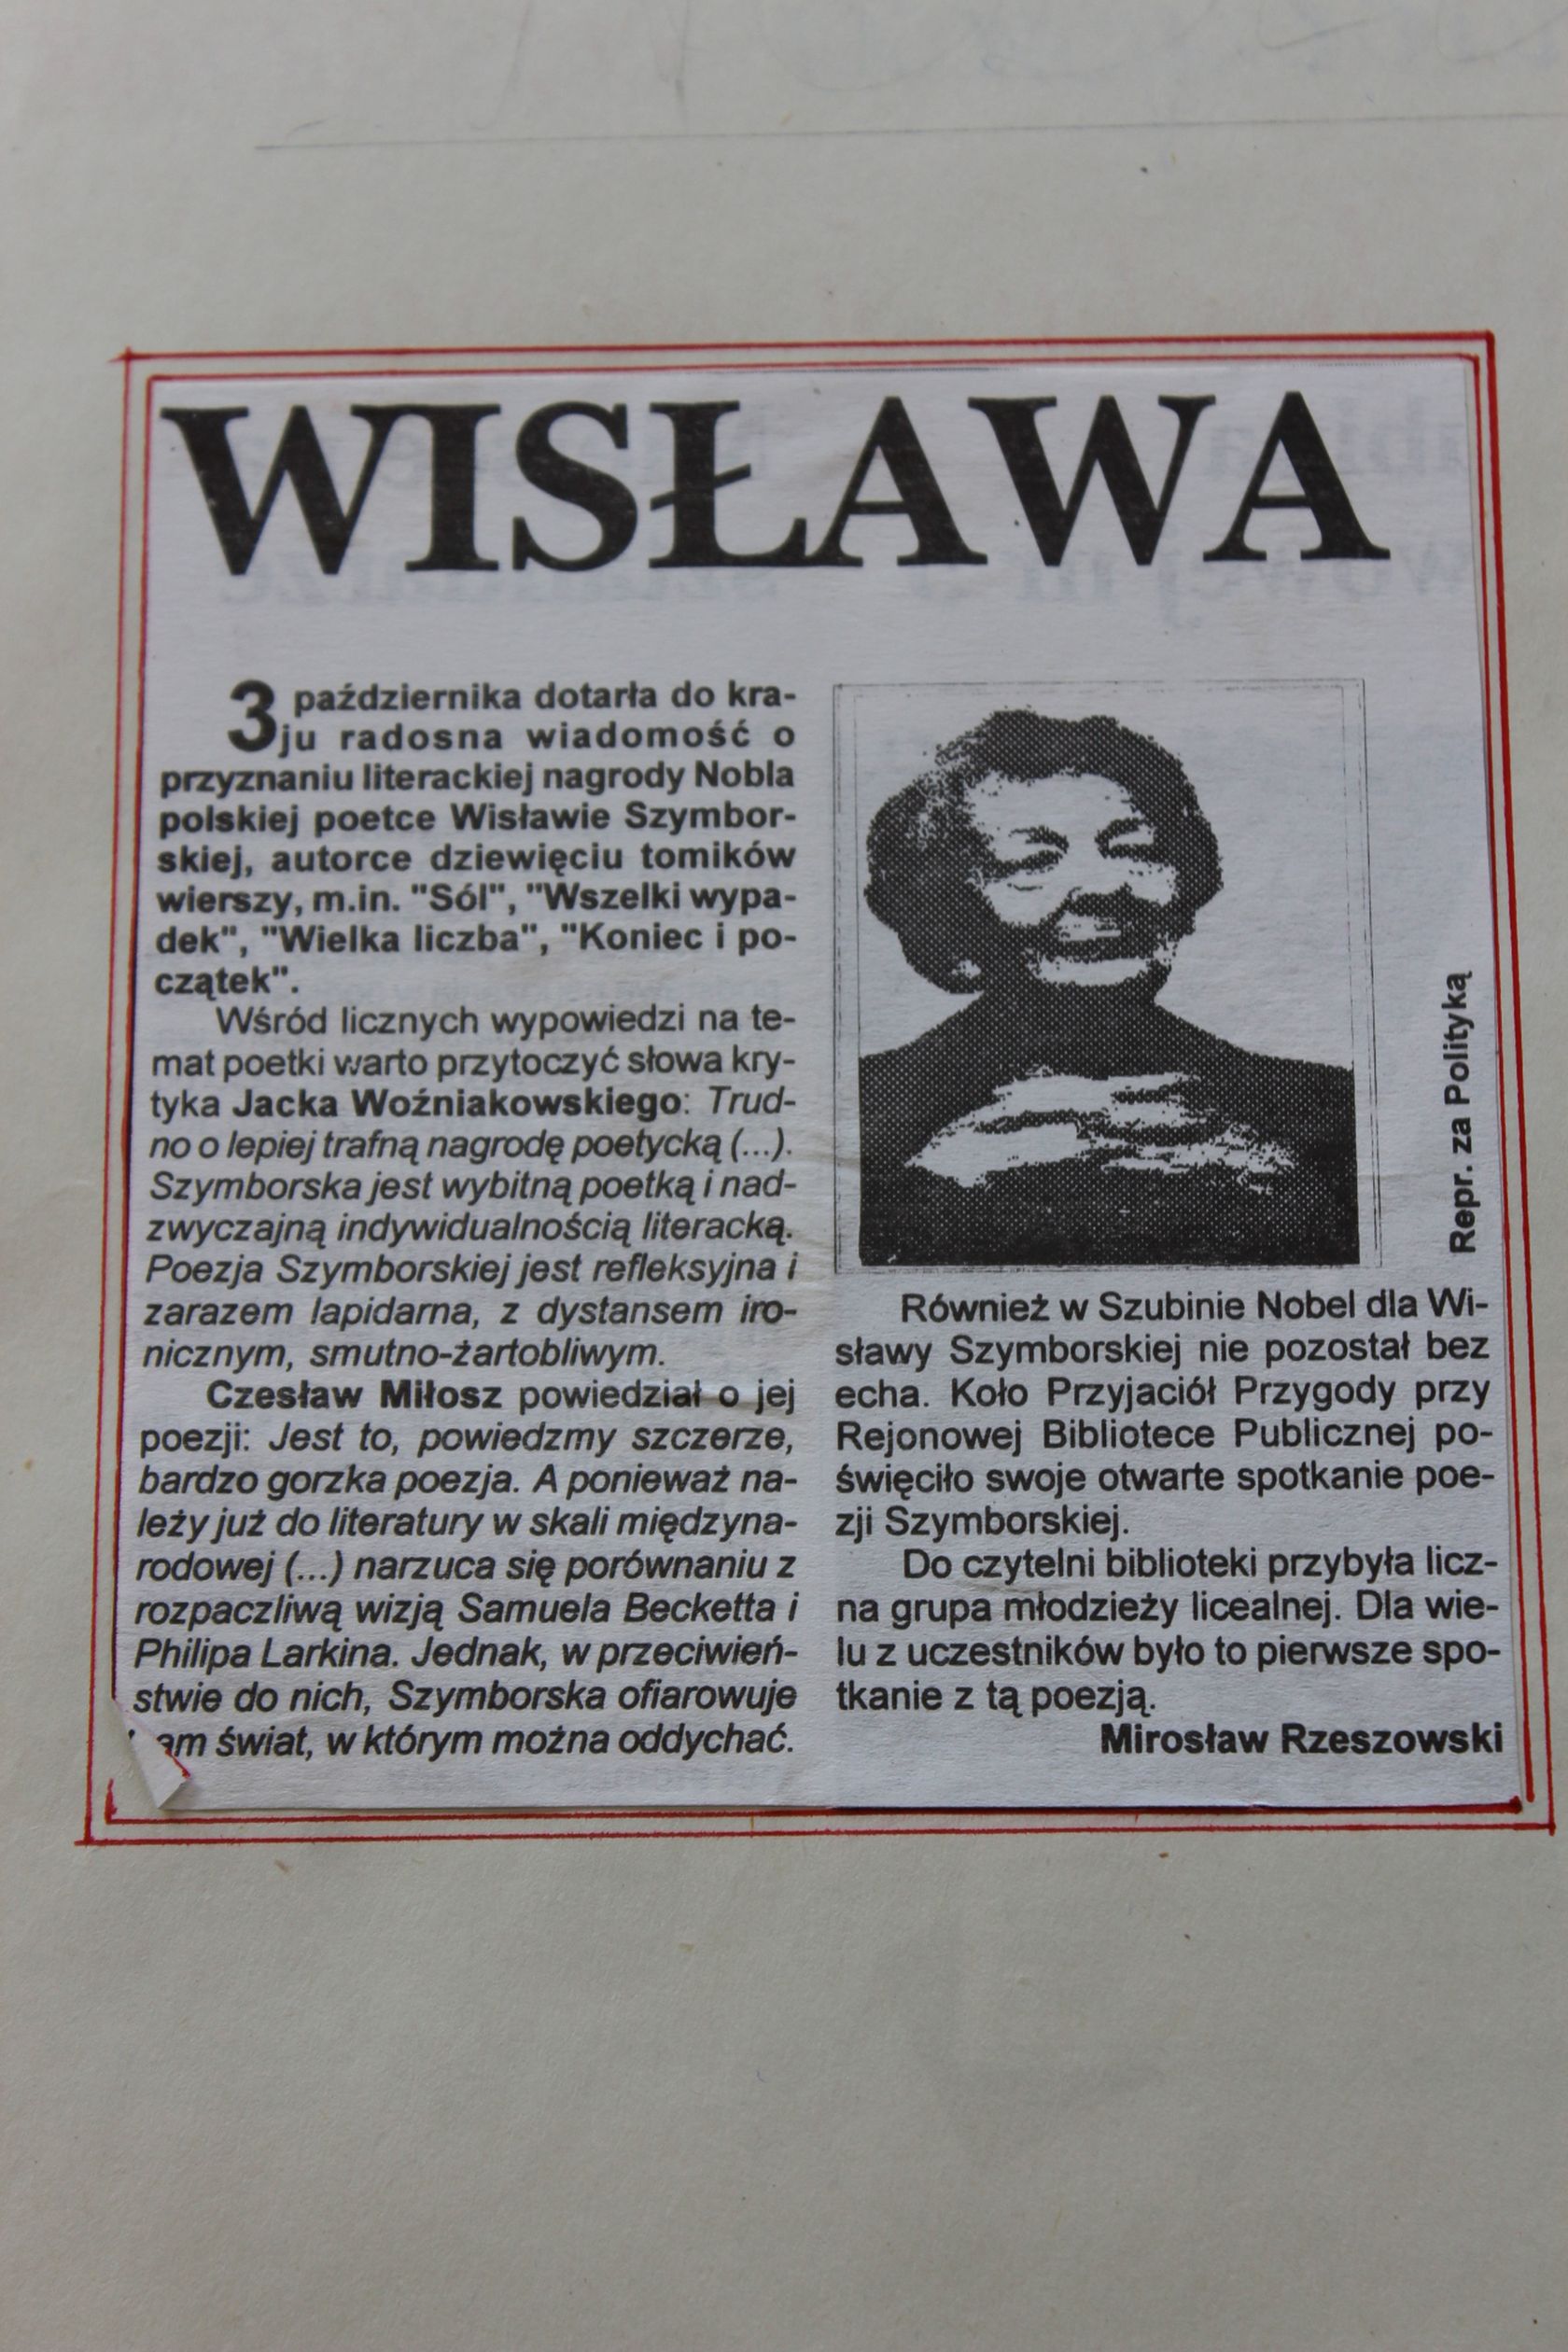 WISŁAWA
3 października dotarła do kra-
ju radosna wiadomość o
przyznaniu literackiej nagrody Nobla
polskiej poetce Wisławie Szymbor-
skiej, autorce dziewięciu tomików
wierszy, m.in. "Sól", "Wszelki wypa-
dek", "Wielka liczba", "Koniec i po-
czątek".
Wśród licznych wypowiedzi na te-
mat poetki warto przytoczyć słowa kry-
tyka Jacka Woźniakowskiego: Trud-
no o lepiej trafną nagrodę poetycką (...).
Szymborska jest wybitną poetką i nad-
zwyczajną indywidualnością literacką.
Poezja Szymborskiej jest refleksyjna i
zarazem lapidarna, z dystansem iro-
nicznym, smutno-żartobliwym.
Czesław Miłosz powiedział o jej
poezji: Jest to, powiedzmy szczerze,
bardzo gorzka poezja. A ponieważ na-
leży już do literatury w skali międzyna-
rodowej (...) narzuca się porównaniu z
rozpaczliwą wizją Samuela Becketta i
Philipa Larkina. Jednak, w przeciwień-
stwie do nich, Szymborska ofiarowuje
am świat, w którym można oddychać.
Repr. za Polityką
Również w Szubinie Nobel dla Wi-
sławy Szymborskiej nie pozostał bez
echa. Koło Przyjaciół Przygody przy
Rejonowej Bibliotece Publicznej po-
święciło swoje otwarte spotkanie poe-
zji Szymborskiej.
Do czytelni biblioteki przybyła licz-
na grupa młodzieży licealnej. Dla wie-
lu z uczestników było to pierwsze spo-
tkanie z tą poezją.
Mirosław Rzeszowski